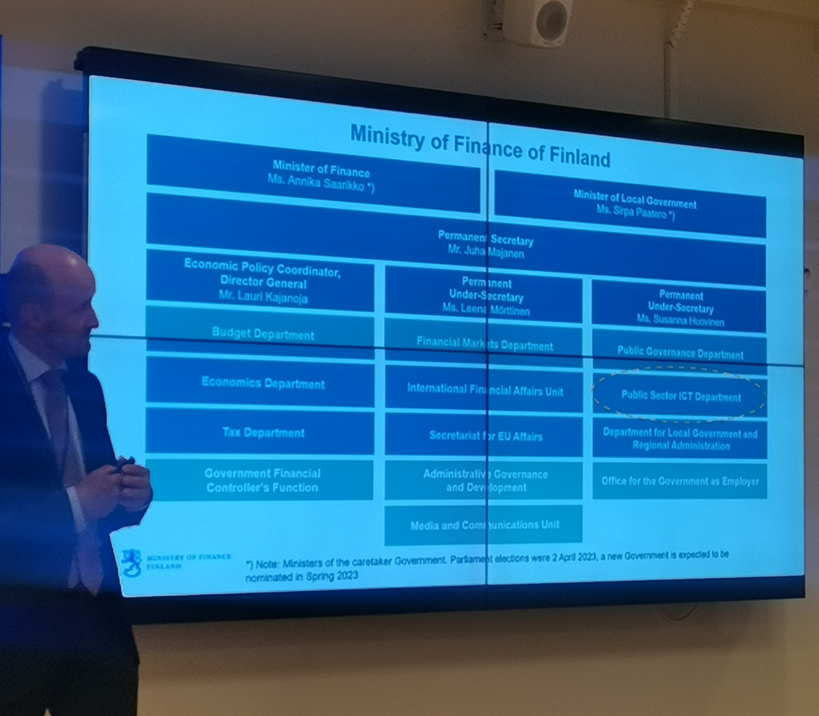 Ministry of Finance of Finland
Minister of Finance
Ms. Annika Saarikko *)
Minister of Local Government
Ms. Sirpa Paatero *)
Permanent Secretary
Mr. Juha Majanen
Economic Policy Coordinator,
Director General
Mr. Lauri Kajanoja
Permanent
Under-Secretary
Ms. Leena Mörttinen
Permanent
Under-Secretary
Ms. Susanna Huovinen
Budget Department
Financial Markets Department
Public Governance Department
Economics Department
International Financial Affairs Unit
Public Sector ICT Department
Tax Department
Secretariat for EU Affairs
Department for Local Government and
Regional Administration
Government Financial
Controller's Function
Administrative Governance
and Development
Office for the Government as Employer
Media and Communications Unit
MINISTRY OF FINANCE
FINLAND
*) Note: Ministers of the caretaker Government. Parliament elections were 2 April 2023, a new Government is expected to be
nominated in Spring 2023